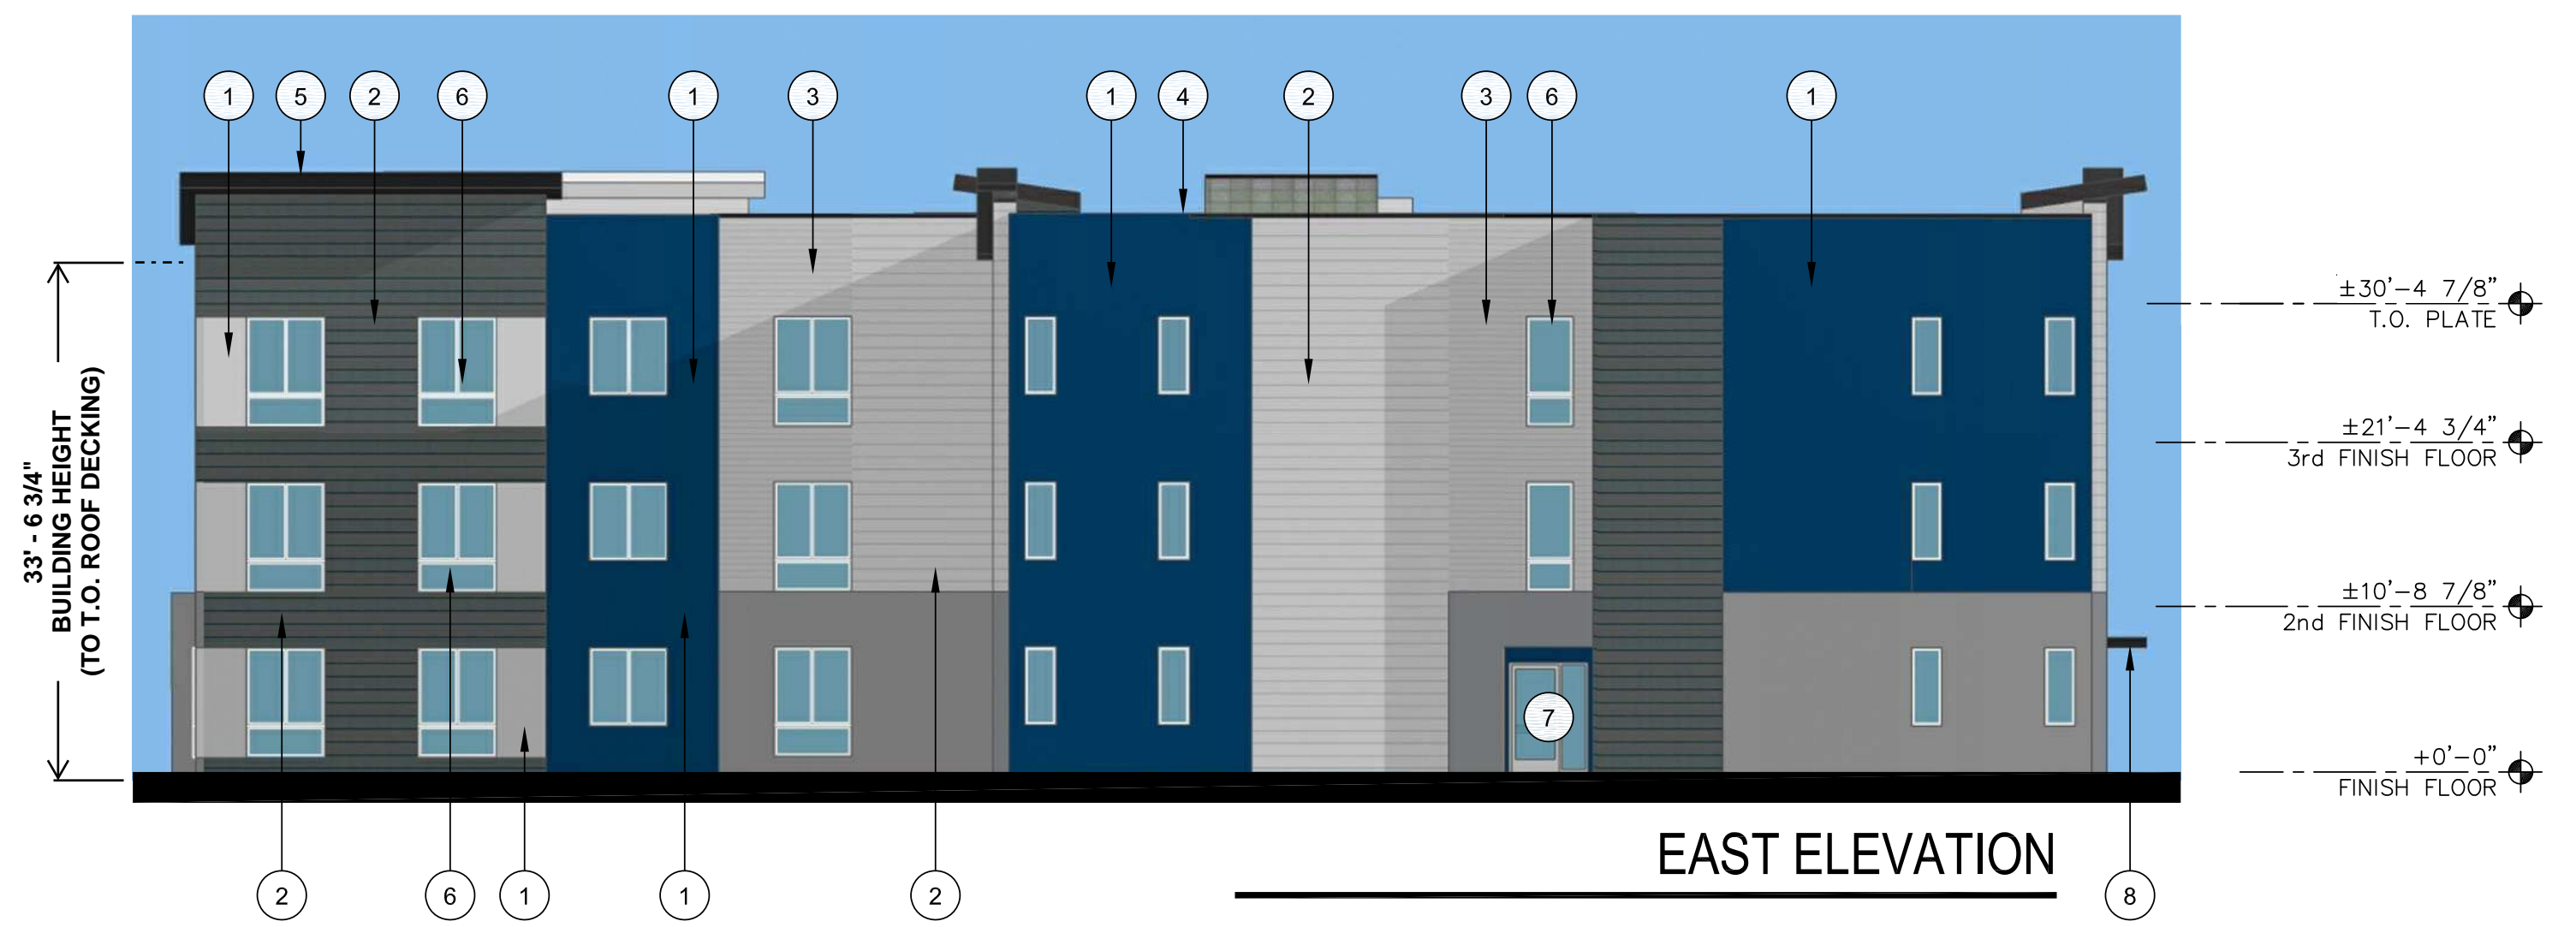 1 5 2 6 1 3 1 4 2 3 6 1
±30'-4 7/8"
T.O. PLATE
±21'-4 3/4"
3rd FINISH FLOOR
33' - 6 3/4"
BUILDING HEIGHT
(TO T.O. ROOF DECKING)
±10'-8 7/8"
2nd FINISH FLOOR
7
+0'-0"
FINISH FLOOR
EAST ELEVATION
2 6 1 1 2 8